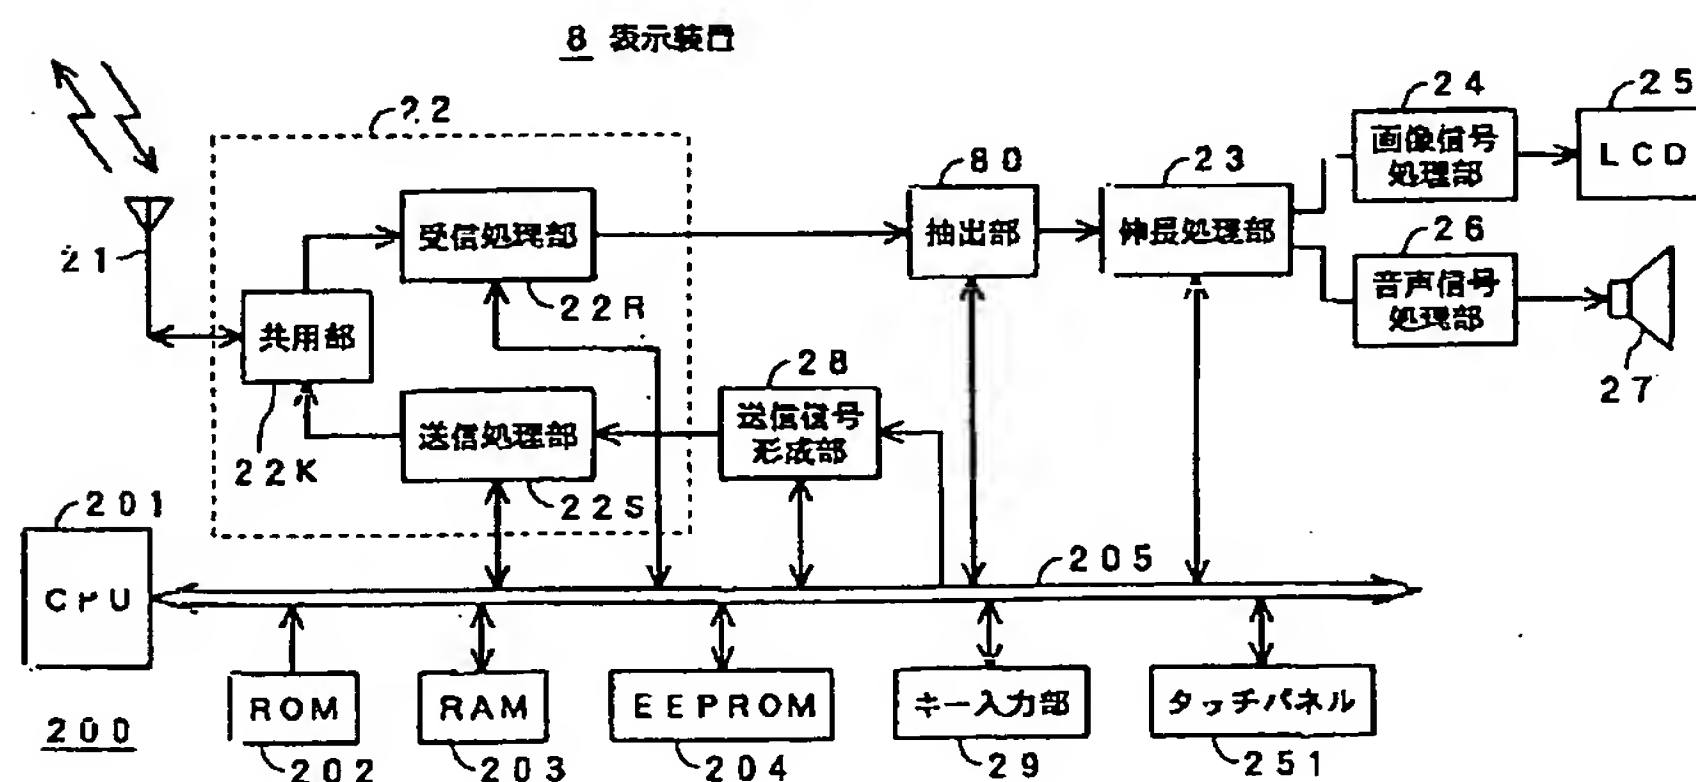 8 表示装置
22
24
25
80
23
画像信号
処理部
LCD
受信処理部
抽出部
伸長処理部
26
21
22R
音声信号
処理部
共用部
28
27
送信処理部
送信信号
形成部
22K
22S
201
205
CPU
ROM
RAM
EEPROM
キー入力部
タッチパネル
200
202
203
204
29
251